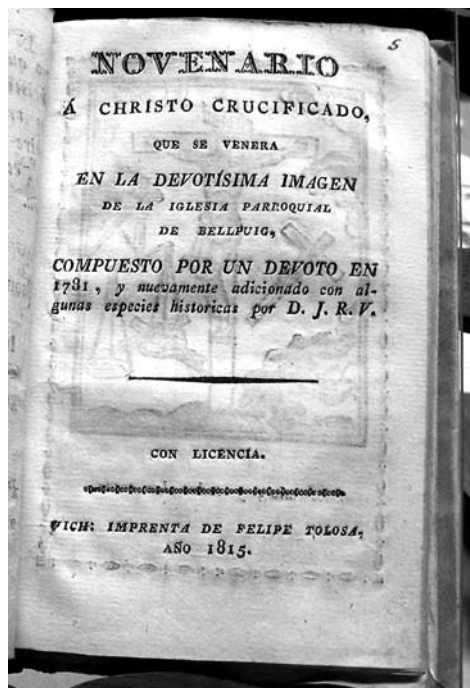 5
NOVENARIO
Á CHRISTO CRUCIFICADO,
QUE SE VENERA
EN LA DEVOTÍSIMA IMAGEN
DE LA IGLESIA PARROQUIAL
DE BELLPUIG,
COMPUESTO POR UN DEVOTO EN
1781, y nuevamente adicionado con al-
gunas especies historicas por D. J. R. V.
CON LICENCIA.
VICH: IMPRENTA DE FELIPE TOLOSA,
AÑO 1815.